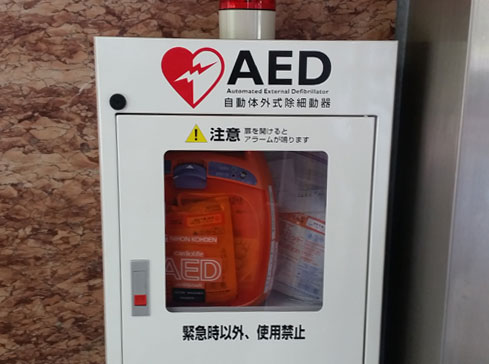 AED
Automated External Defibrillator
自動体外式除細動器
注意
扉を開けると
アラームが鳴ります
NIHON KOHDEN
cardiolife
AED
緊急時以外、使用禁止